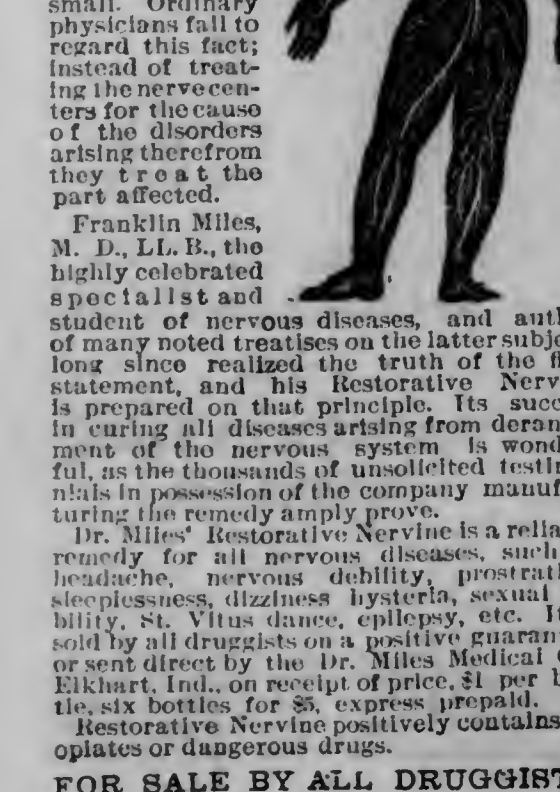 small. Ordinary
physicians fail to
regard this fact;
instead of treat-
ing the nerve cen-
ters for the cause
of the disorders
arising therefrom
they treat the
part affected.
Franklin Miles,
M. D., LL. B., the
highly celebrated
specialist and
student of nervous diseases, and auth
of many noted treatises on the latter subje
long since realized the truth of the fi
statement, and his Restorative Nerv
is prepared on that principle. Its succ
in curing all diseases arising from deran
ment of the nervous system is wond
ful, as the thousands of unsolicited testim
nials in possession of the company manuf
turing the remedy amply prove.
Dr. Miles' Restorative Nervine is a relia
remedy for all nervous diseases, such
headache, nervous debility, prostrati
sleeplessness, dizziness hysteria, sexual
bility, St. Vitus dance, epilepsy, etc. It
sold by all druggists on a positive guaran
or sent direct by the Dr. Miles Medical C
Elkhart, Ind., on receipt of price, $1 per b
tle, six bottles for $5, express prepaid.
Restorative Nervine positively contains
opiates or dangerous drugs.
FOR SALE BY ALL DRUGGIST